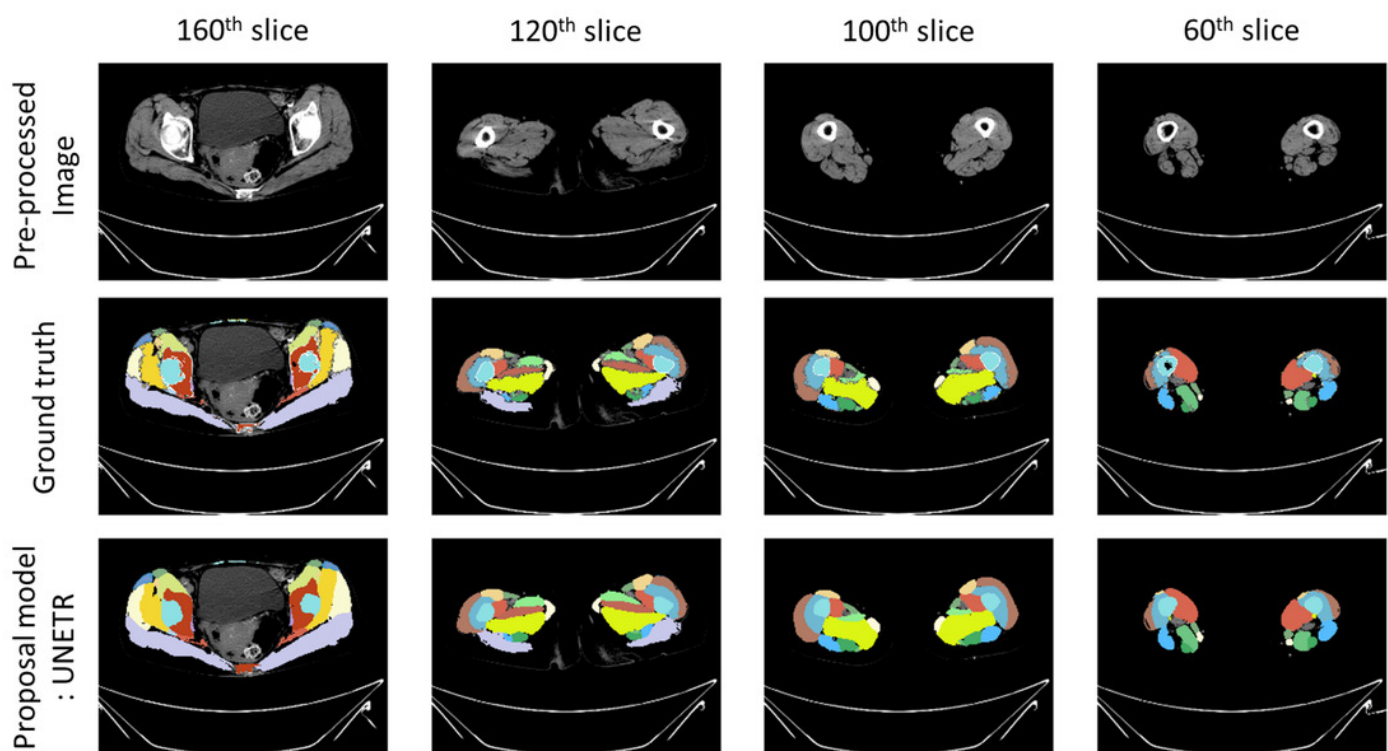 160th slice
120th slice
100th slice
60th slice
Pre-processed
Image
Ground truth
Proposal model
: UNETR